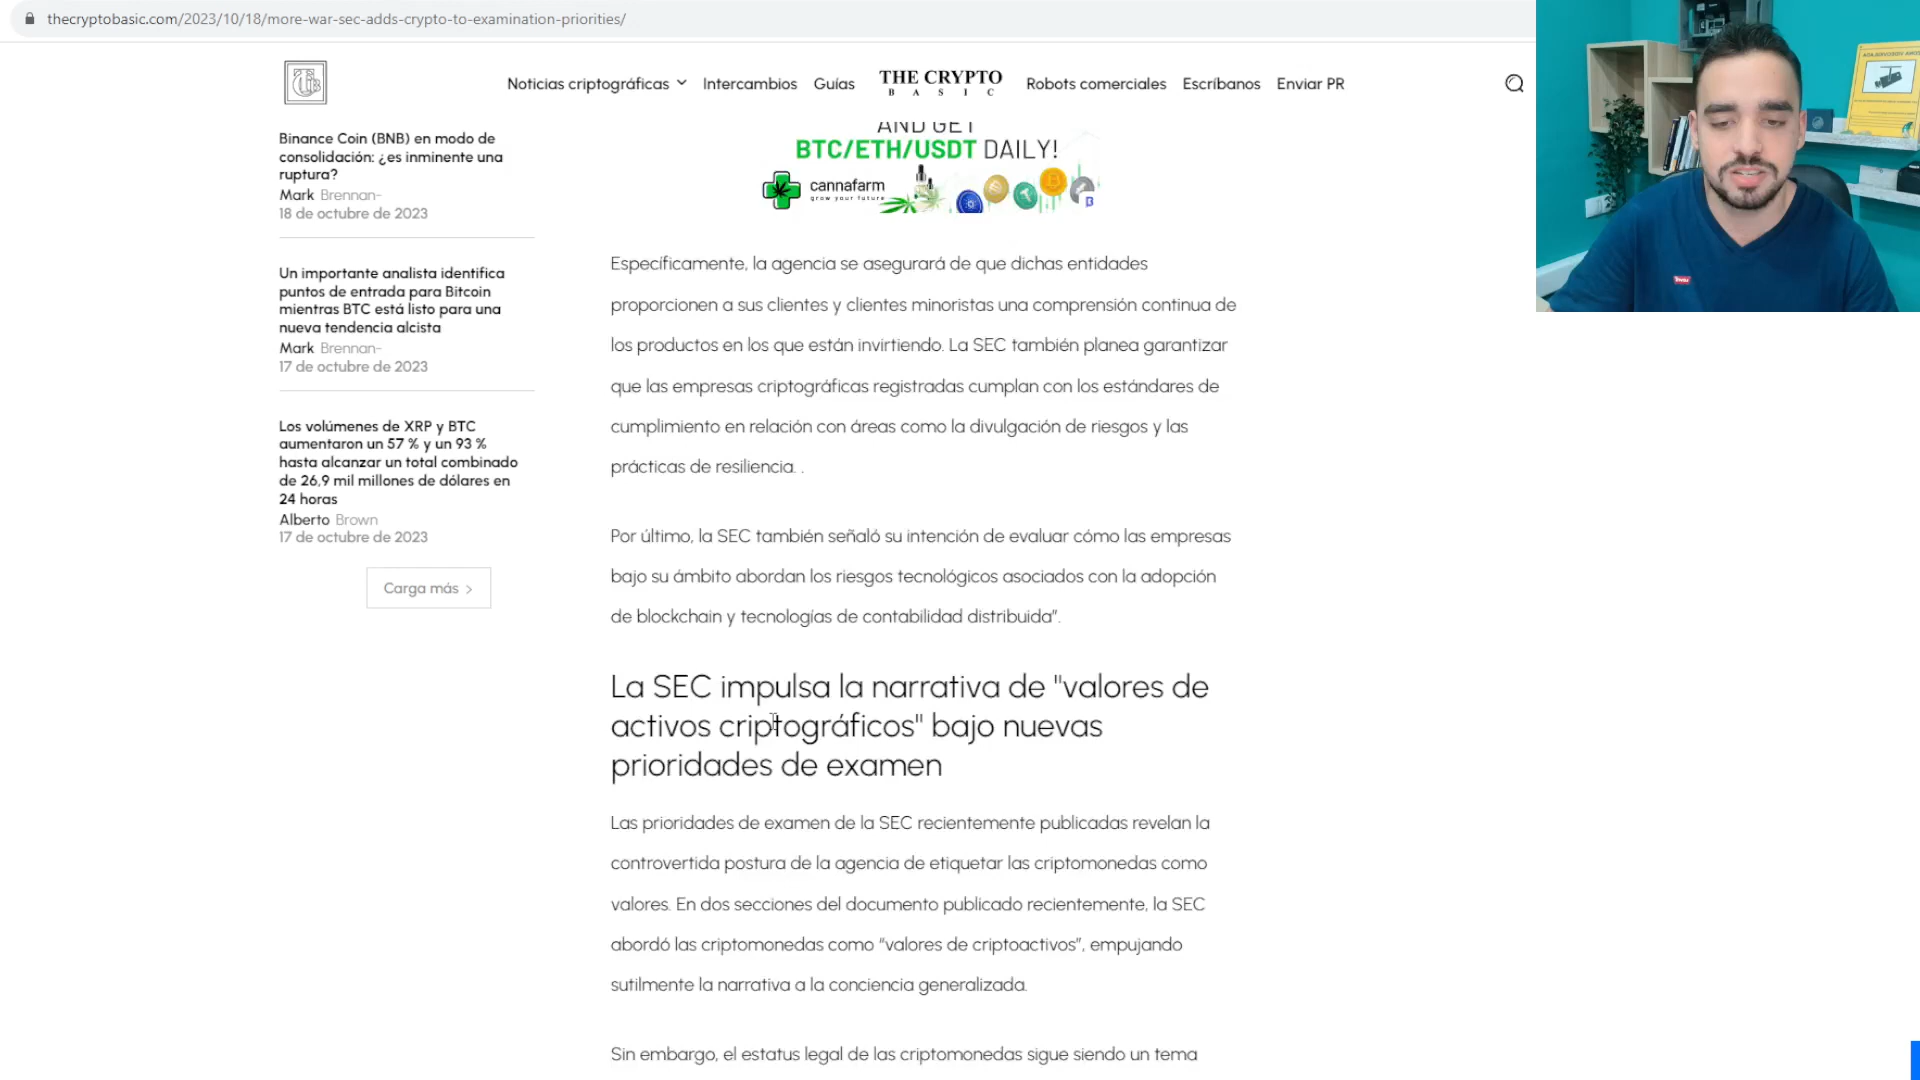 thecryptobasic.com/2023/10/18/more-war-sec-adds-crypto-to-examination-priorities/
Noticias criptográficas
Intercambios
Guías
THE CRYPTO
BASIC
Robots comerciales
Escríbanos
Enviar PR
Binance Coin (BNB) en modo de
consolidación: ¿es inminente una
ruptura?
Mark Brennan-
18 de octubre de 2023
Un importante analista identifica
puntos de entrada para Bitcoin
mientras BTC está listo para una
nueva tendencia alcista
Mark Brennan-
17 de octubre de 2023
Los volúmenes de XRP y BTC
aumentaron un 57 % y un 93 %
hasta alcanzar un total combinado
de 26,9 mil millones de dólares en
24 horas
Alberto Brown
17 de octubre de 2023
Carga más >
AND GET
BTC/ETH/USDT DAILY!
cannafarm
grow your future
Específicamente, la agencia se asegurará de que dichas entidades
proporcionen a sus clientes y clientes minoristas una comprensión continua de
los productos en los que están invirtiendo. La SEC también planea garantizar
que las empresas criptográficas registradas cumplan con los estándares de
cumplimiento en relación con áreas como la divulgación de riesgos y las
prácticas de resiliencia. .
Por último, la SEC también señaló su intención de evaluar cómo las empresas
bajo su ámbito abordan los riesgos tecnológicos asociados con la adopción
de blockchain y tecnologías de contabilidad distribuida”.
La SEC impulsa la narrativa de "valores de
activos criptográficos" bajo nuevas
prioridades de examen
Las prioridades de examen de la SEC recientemente publicadas revelan la
controvertida postura de la agencia de etiquetar las criptomonedas como
valores. En dos secciones del documento publicado recientemente, la SEC
abordó las criptomonedas como “valores de criptoactivos”, empujando
sutilmente la narrativa a la conciencia generalizada.
Sin embargo, el estatus legal de las criptomonedas sigue siendo un tema